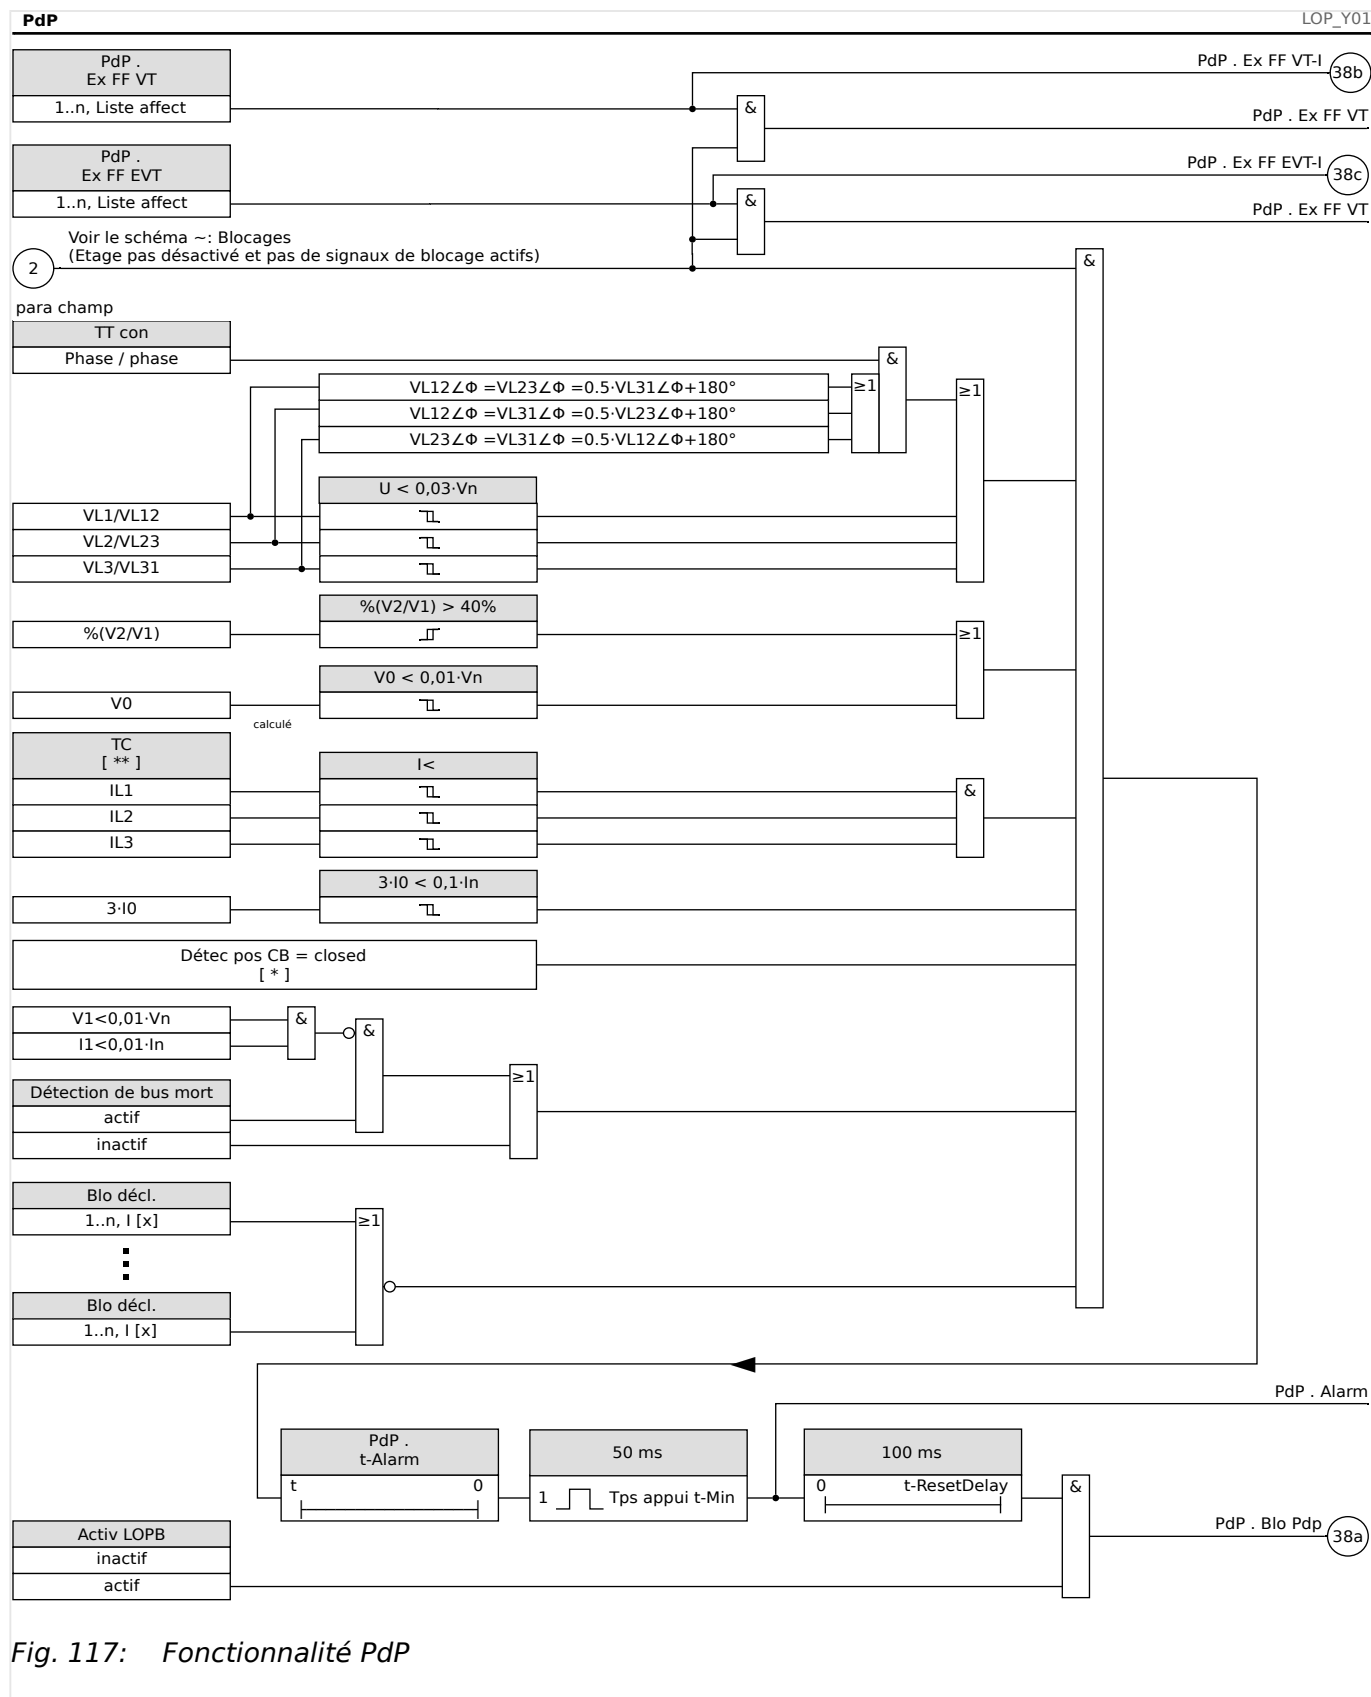 PdP
LOP_Y01
PdP .
Ex FF VT
1..n, Liste affect
PdP . Ex FF VT-I
38b
&
PdP . Ex FF VT
PdP .
Ex FF EVT
1..n, Liste affect
PdP . Ex FF EVT-I
38c
&
PdP . Ex FF VT
Voir le schéma ~: Blocages
(Etage pas désactivé et pas de signaux de blocage actifs)
2
&
para champ
TT con
Phase / phase
&
VL12∠Φ =VL23∠Φ =0.5·VL31∠Φ+180°
VL12∠Φ =VL31∠Φ =0.5·VL23∠Φ+180°
VL23∠Φ =VL31∠Φ =0.5·VL12∠Φ+180°
≥1
≥1
U < 0,03·Vn
VL1/VL12
VL2/VL23
VL3/VL31
%(V2/V1) > 40%
%(V2/V1)
≥1
V0 < 0,01·Vn
V0
calculé
TC
[ ** ]
I<
IL1
IL2
IL3
&
3·I0 < 0,1·In
3·I0
Détec pos CB = closed
[ * ]
V1<0,01·Vn
I1<0,01·In
&
&
Détection de bus mort
actif
inactif
≥1
Blo décl.
1..n, I [x]
≥1
Blo décl.
1..n, I [x]
PdP . Alarm
PdP .
t-Alarm
t 0
50 ms
1 Tps appui t-Min
100 ms
0 t-ResetDelay
&
PdP . Blo Pdp
38a
Activ LOPB
inactif
actif
Fig. 117: Fonctionnalité PdP